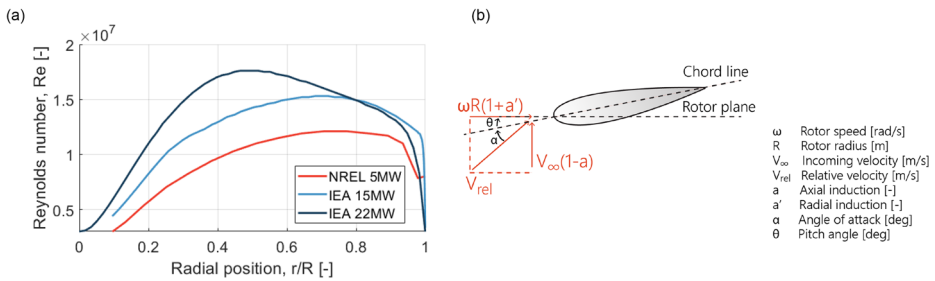 (a)
×10⁷
2
1.5
1
0.5
0
0.2
0.4
0.6
0.8
1
Reynolds number, Re [-]
Radial position, r/R [-]
NREL 5MW
IEA 15MW
IEA 22MW
(b)
Chord line
Rotor plane
ωR(1+a')
θ
α
V∞(1-a)
Vrel
ω Rotor speed [rad/s]
R Rotor radius [m]
V∞ Incoming velocity [m/s]
Vrel Relative velocity [m/s]
a Axial induction [-]
a' Radial induction [-]
α Angle of attack [deg]
θ Pitch angle [deg]